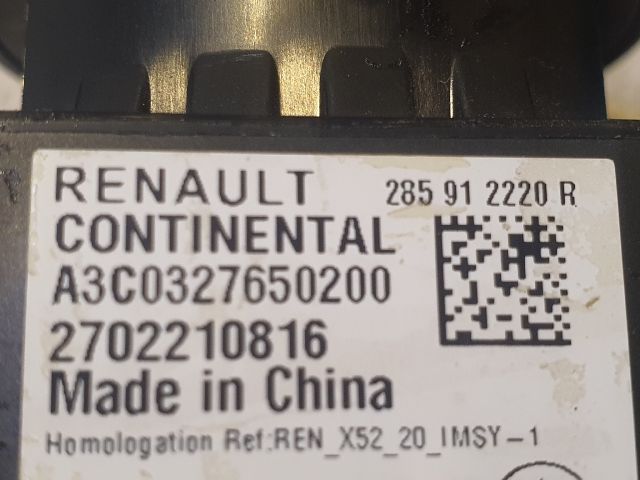 RENAULT 285 91 2220 R
CONTINENTAL
A3C0327650200
2702210816
Made in China
Homologation Ref:REN_X52_20_IMSY-1